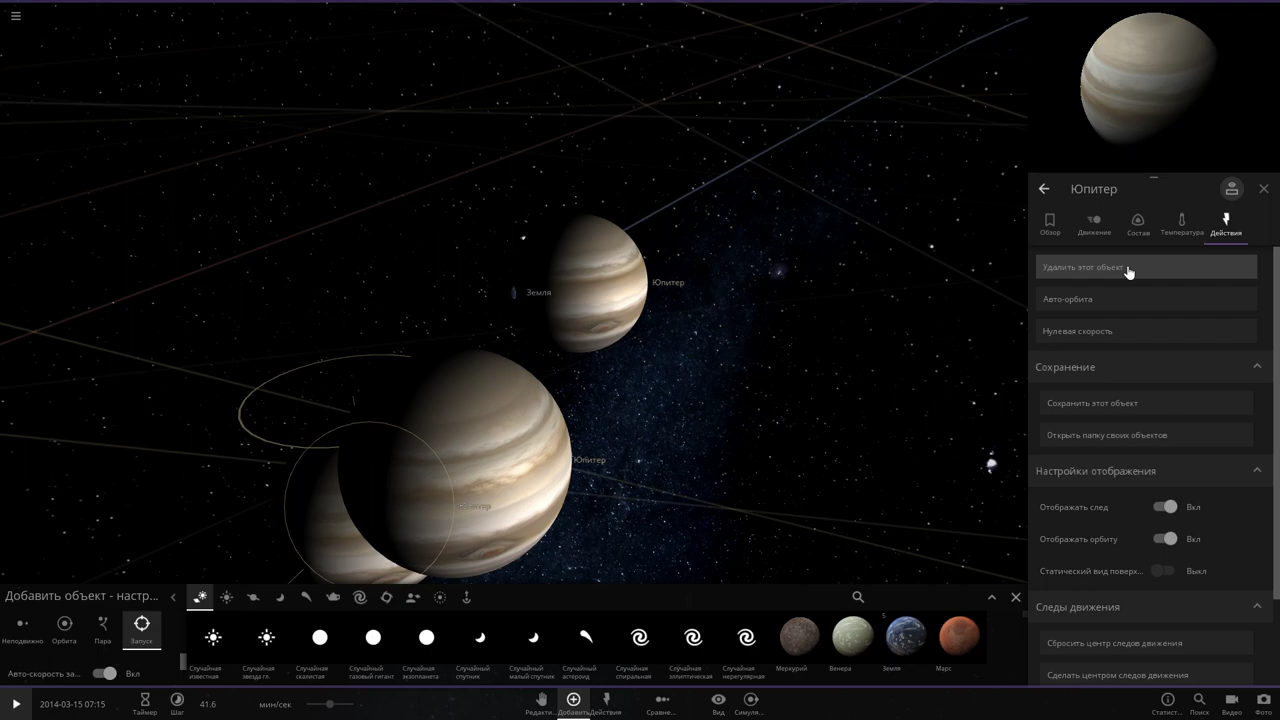 Юпитер
Обзор
Движение
Состав
Температура
Действия
Удалить этот объект
Авто-орбита
Нулевая скорость
Сохранение
Сохранить этот объект
Открыть папку своих объектов
Настройки отображения
Отображать след
Вкл
Отображать орбиту
Вкл
Статический вид поверх...
Выкл
Следы движения
Сбросить центр следов движения
Сделать центром следов движения
Земля
Юпитер
Юпитер
Добавить объект - настр...
Неподвижно
Орбита
Пара
Запуск
Авто-скорость за...
Вкл
Случайная известная
Случайная звезда гл.
Случайная скалистая
Случайный газовый гигант
Случайная экзопланета
Случайный спутник
Случайный малый спутник
Случайный астероид
Случайная спиральная
Случайная эллиптическая
Случайная нерегулярная
Меркурий
Венера
5
Земля
Марс
2014-03-15 07:15
Таймер
Шаг
41.6
мин/сек
Редакти...
Добавить
Действия
Сравне...
Вид
Симуля...
Статист...
Поиск
Видео
Фото